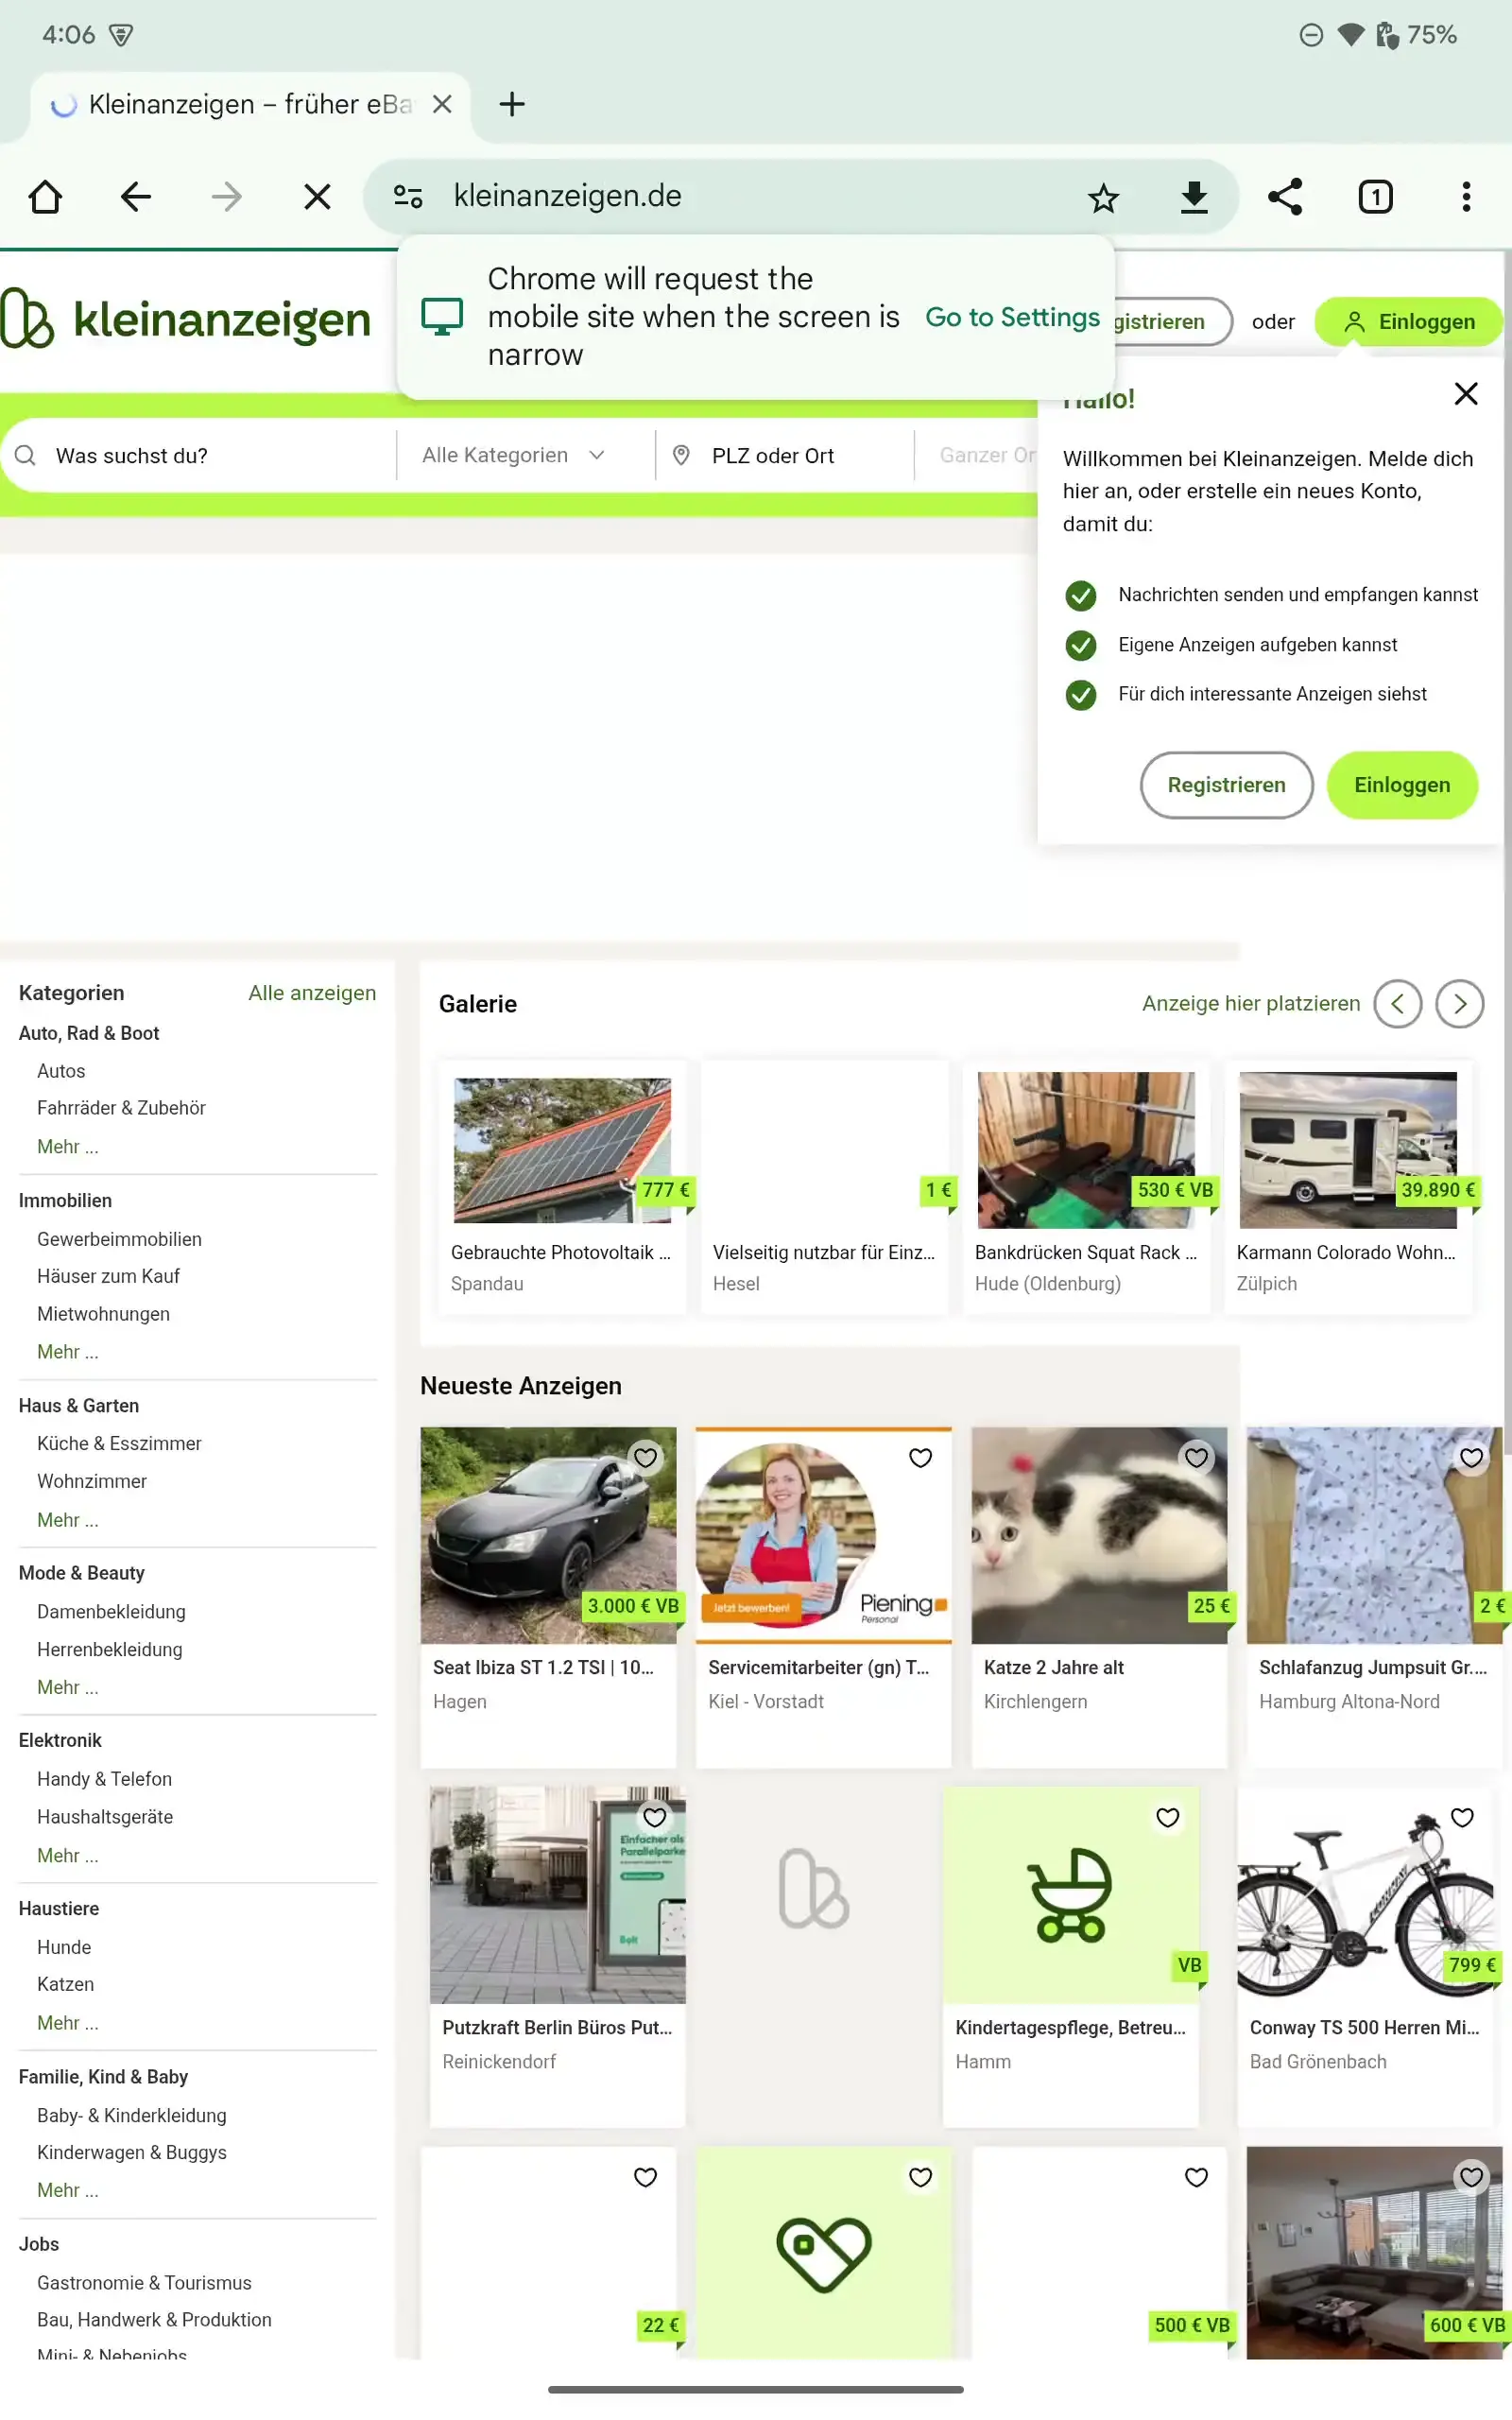 4:06
75%
Kleinanzeigen – früher eBa
kleinanzeigen.de
1
Chrome will request the
mobile site when the screen is
narrow
Go to Settings
kleinanzeigen
gistrieren
oder
Einloggen
Hallo!
Willkommen bei Kleinanzeigen. Melde dich
hier an, oder erstelle ein neues Konto,
damit du:
Nachrichten senden und empfangen kannst
Eigene Anzeigen aufgeben kannst
Für dich interessante Anzeigen siehst
Registrieren
Einloggen
Was suchst du?
Alle Kategorien
PLZ oder Ort
Ganzer Or
Kategorien
Alle anzeigen
Auto, Rad & Boot
Autos
Fahrräder & Zubehör
Mehr ...
Immobilien
Gewerbeimmobilien
Häuser zum Kauf
Mietwohnungen
Mehr ...
Haus & Garten
Küche & Esszimmer
Wohnzimmer
Mehr ...
Mode & Beauty
Damenbekleidung
Herrenbekleidung
Mehr ...
Elektronik
Handy & Telefon
Haushaltsgeräte
Mehr ...
Haustiere
Hunde
Katzen
Mehr ...
Familie, Kind & Baby
Baby- & Kinderkleidung
Kinderwagen & Buggys
Mehr ...
Jobs
Gastronomie & Tourismus
Bau, Handwerk & Produktion
Mini- & Nebenjobs
Galerie
Anzeige hier platzieren
777 €
Gebrauchte Photovoltaik ...
Spandau
1 €
Vielseitig nutzbar für Einz...
Hesel
530 € VB
Bankdrücken Squat Rack ...
Hude (Oldenburg)
39.890 €
Karmann Colorado Wohn...
Zülpich
Neueste Anzeigen
3.000 € VB
Seat Ibiza ST 1.2 TSI | 10...
Hagen
Jetzt bewerben!
Piening
Personal
Servicemitarbeiter (gn) T...
Kiel - Vorstadt
25 €
Katze 2 Jahre alt
Kirchlengern
2 €
Schlafanzug Jumpsuit Gr....
Hamburg Altona-Nord
Einfacher als
Parallelparke
Bolt
Putzkraft Berlin Büros Put...
Reinickendorf
VB
Kindertagespflege, Betreu...
Hamm
CONWAY
799 €
Conway TS 500 Herren Mi...
Bad Grönenbach
22 €
500 € VB
600 € VB